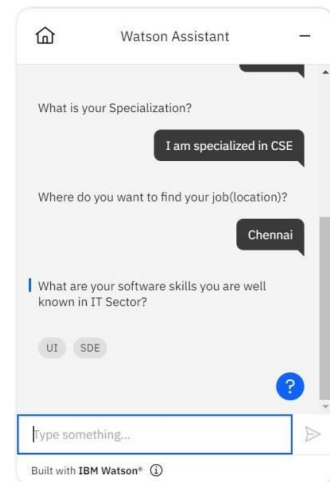 Watson Assistant
What is your Specialization?
I am specialized in CSE
Where do you want to find your job(location)?
Chennai
What are your software skills you are well
known in IT Sector?
UI SDE
?
Type something...
Built with IBM Watson® ⓘ